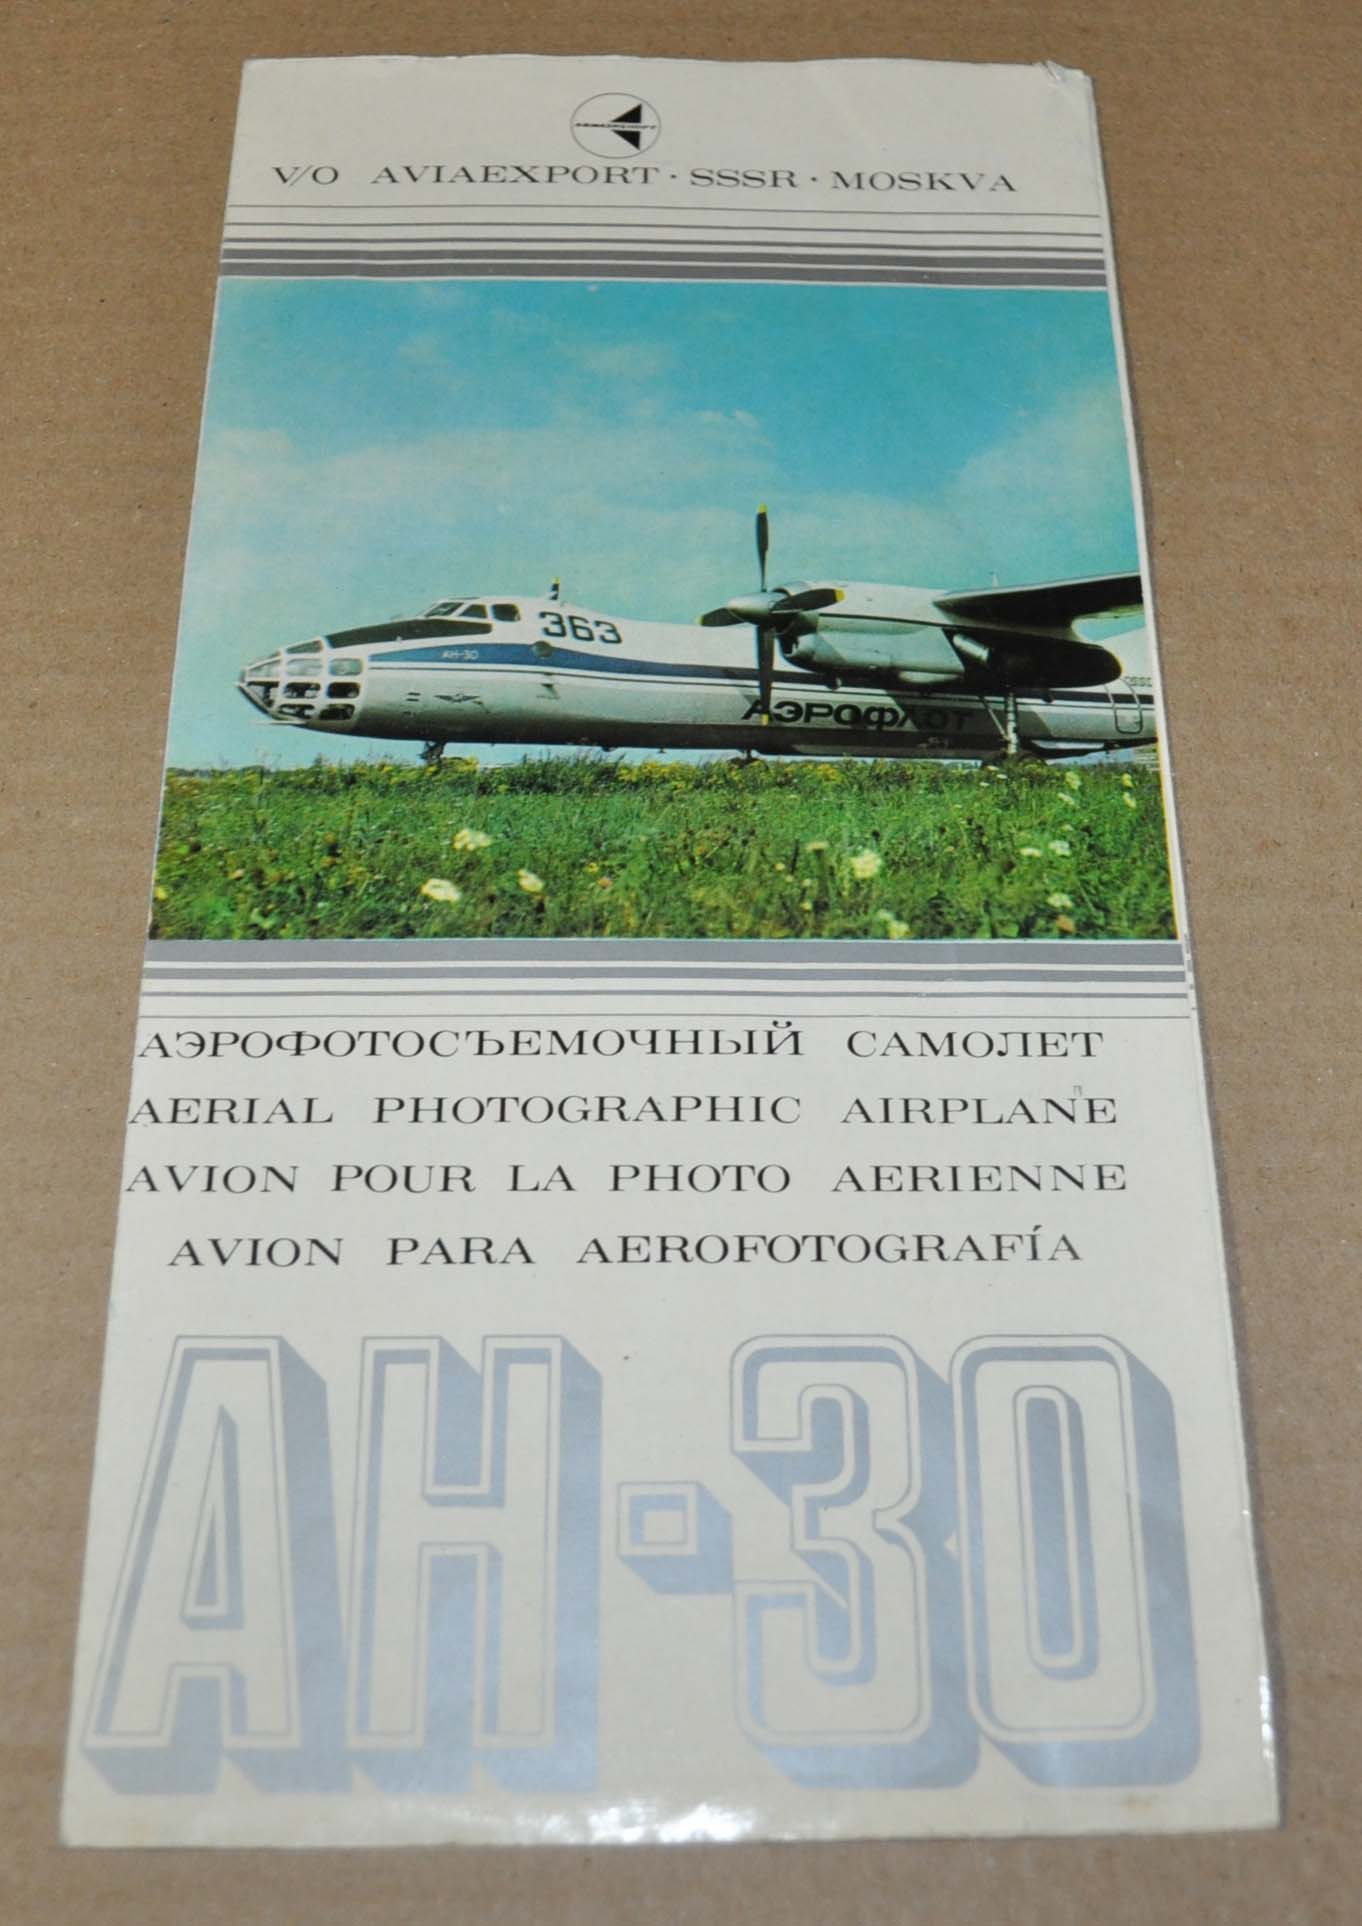 V/O AVIAEXPORT · SSSR · MOSKVA
363
АН-30
АЭРОФЛОТ
АЭРОФОТОСЪЕМОЧНЫЙ САМОЛЕТ
AERIAL PHOTOGRAPHIC AIRPLANE
AVION POUR LA PHOTO AERIENNE
AVION PARA AEROFOTOGRAFÍA
АН-30